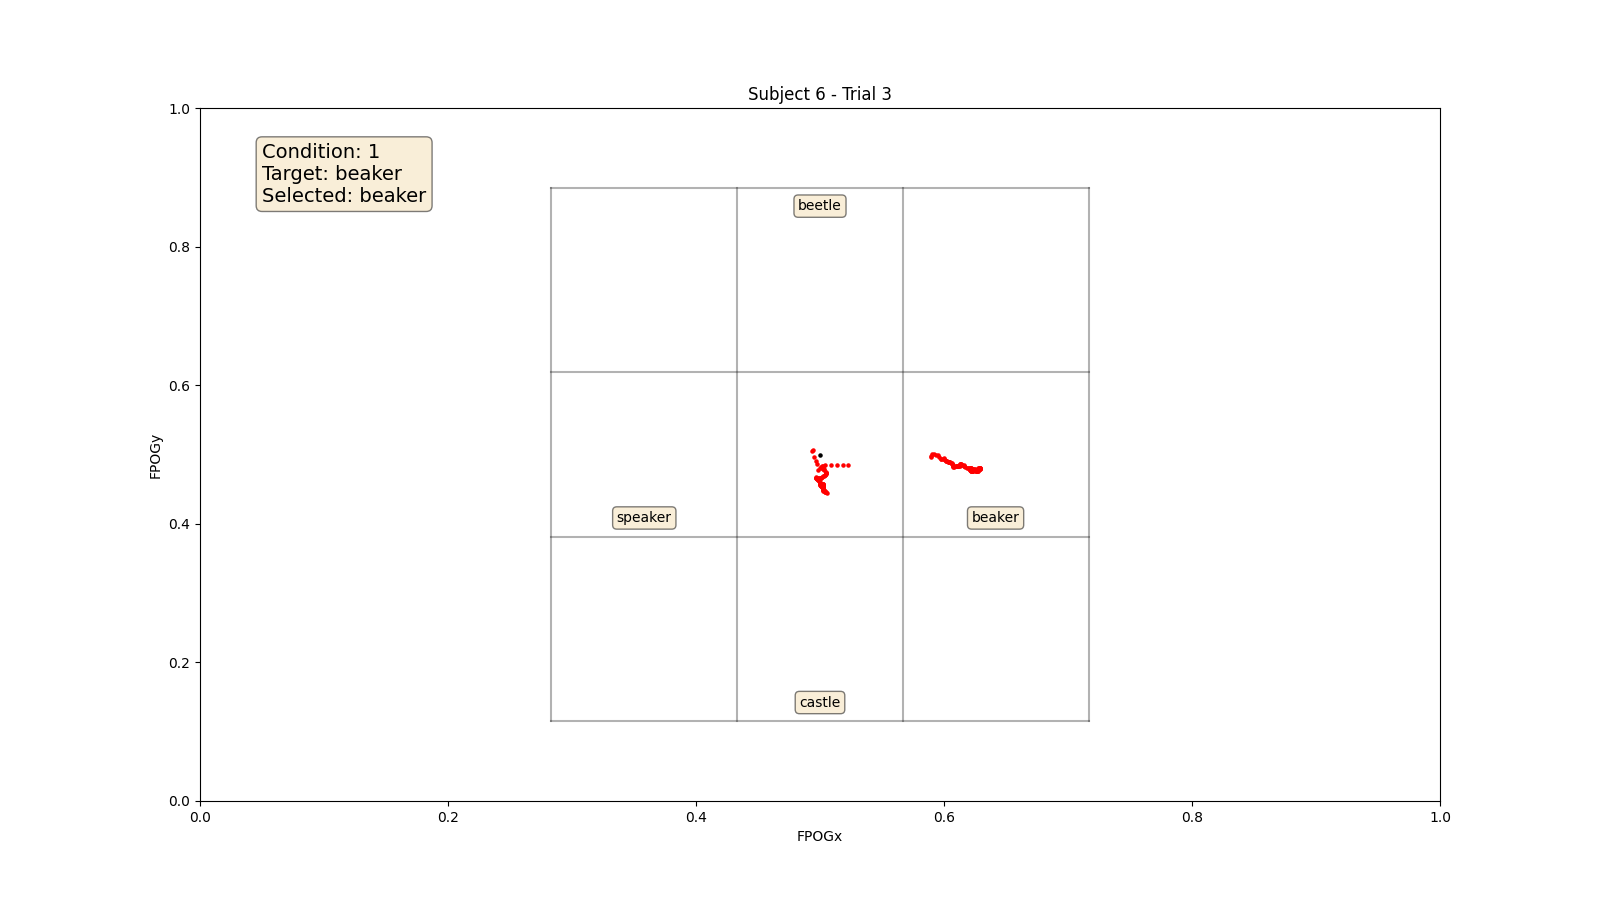 Subject 6 - Trial 3
1.0
Condition: 1
Target: beaker
Selected: beaker
beetle
0.8
0.6
FPOGy
speaker
beaker
0.4
0.2
castle
0.0
0.0
0.2
0.4
0.6
0.8
1.0
FPOGx